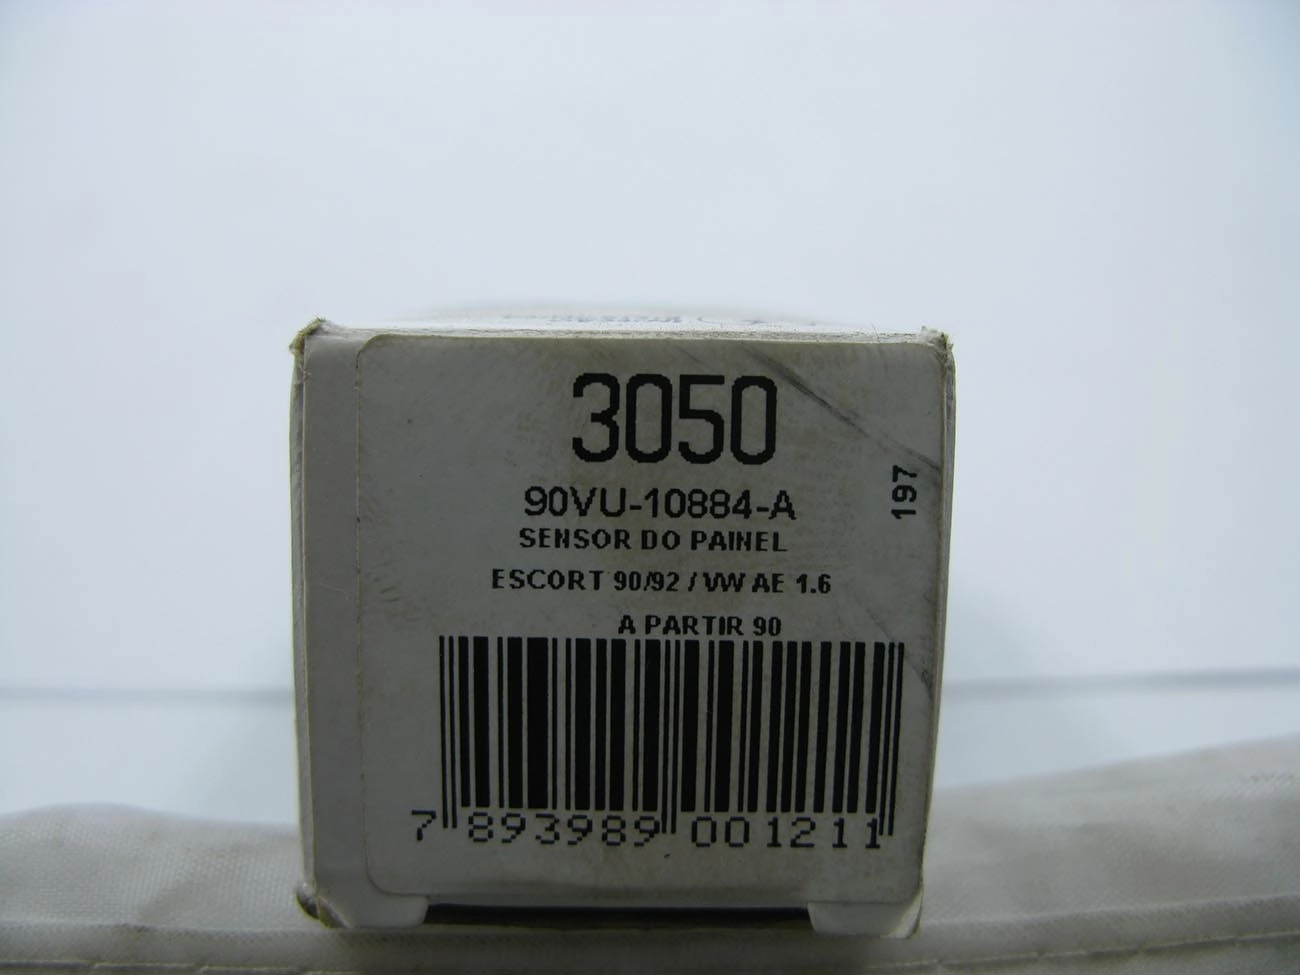 3050
197
90VU-10884-A
SENSOR DO PAINEL
ESCORT 90/92 / VW AE 1.6
A PARTIR 90
7 893989 001211